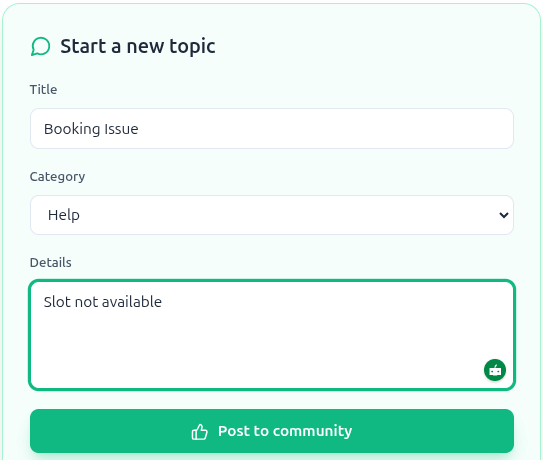 Start a new topic
Title
Booking Issue
Category
Help
Details
Slot not available
Post to community